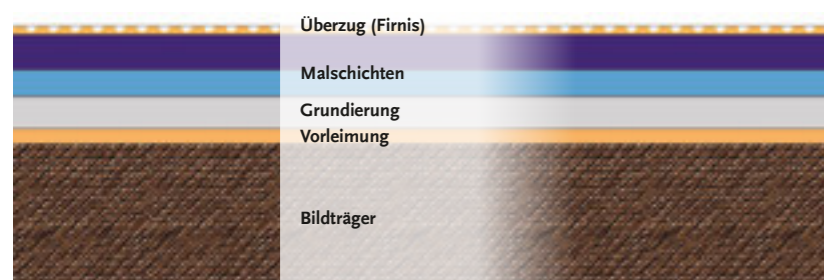 Überzug (Firnis)
Malschichten
Grundierung
Vorleimung
Bildträger